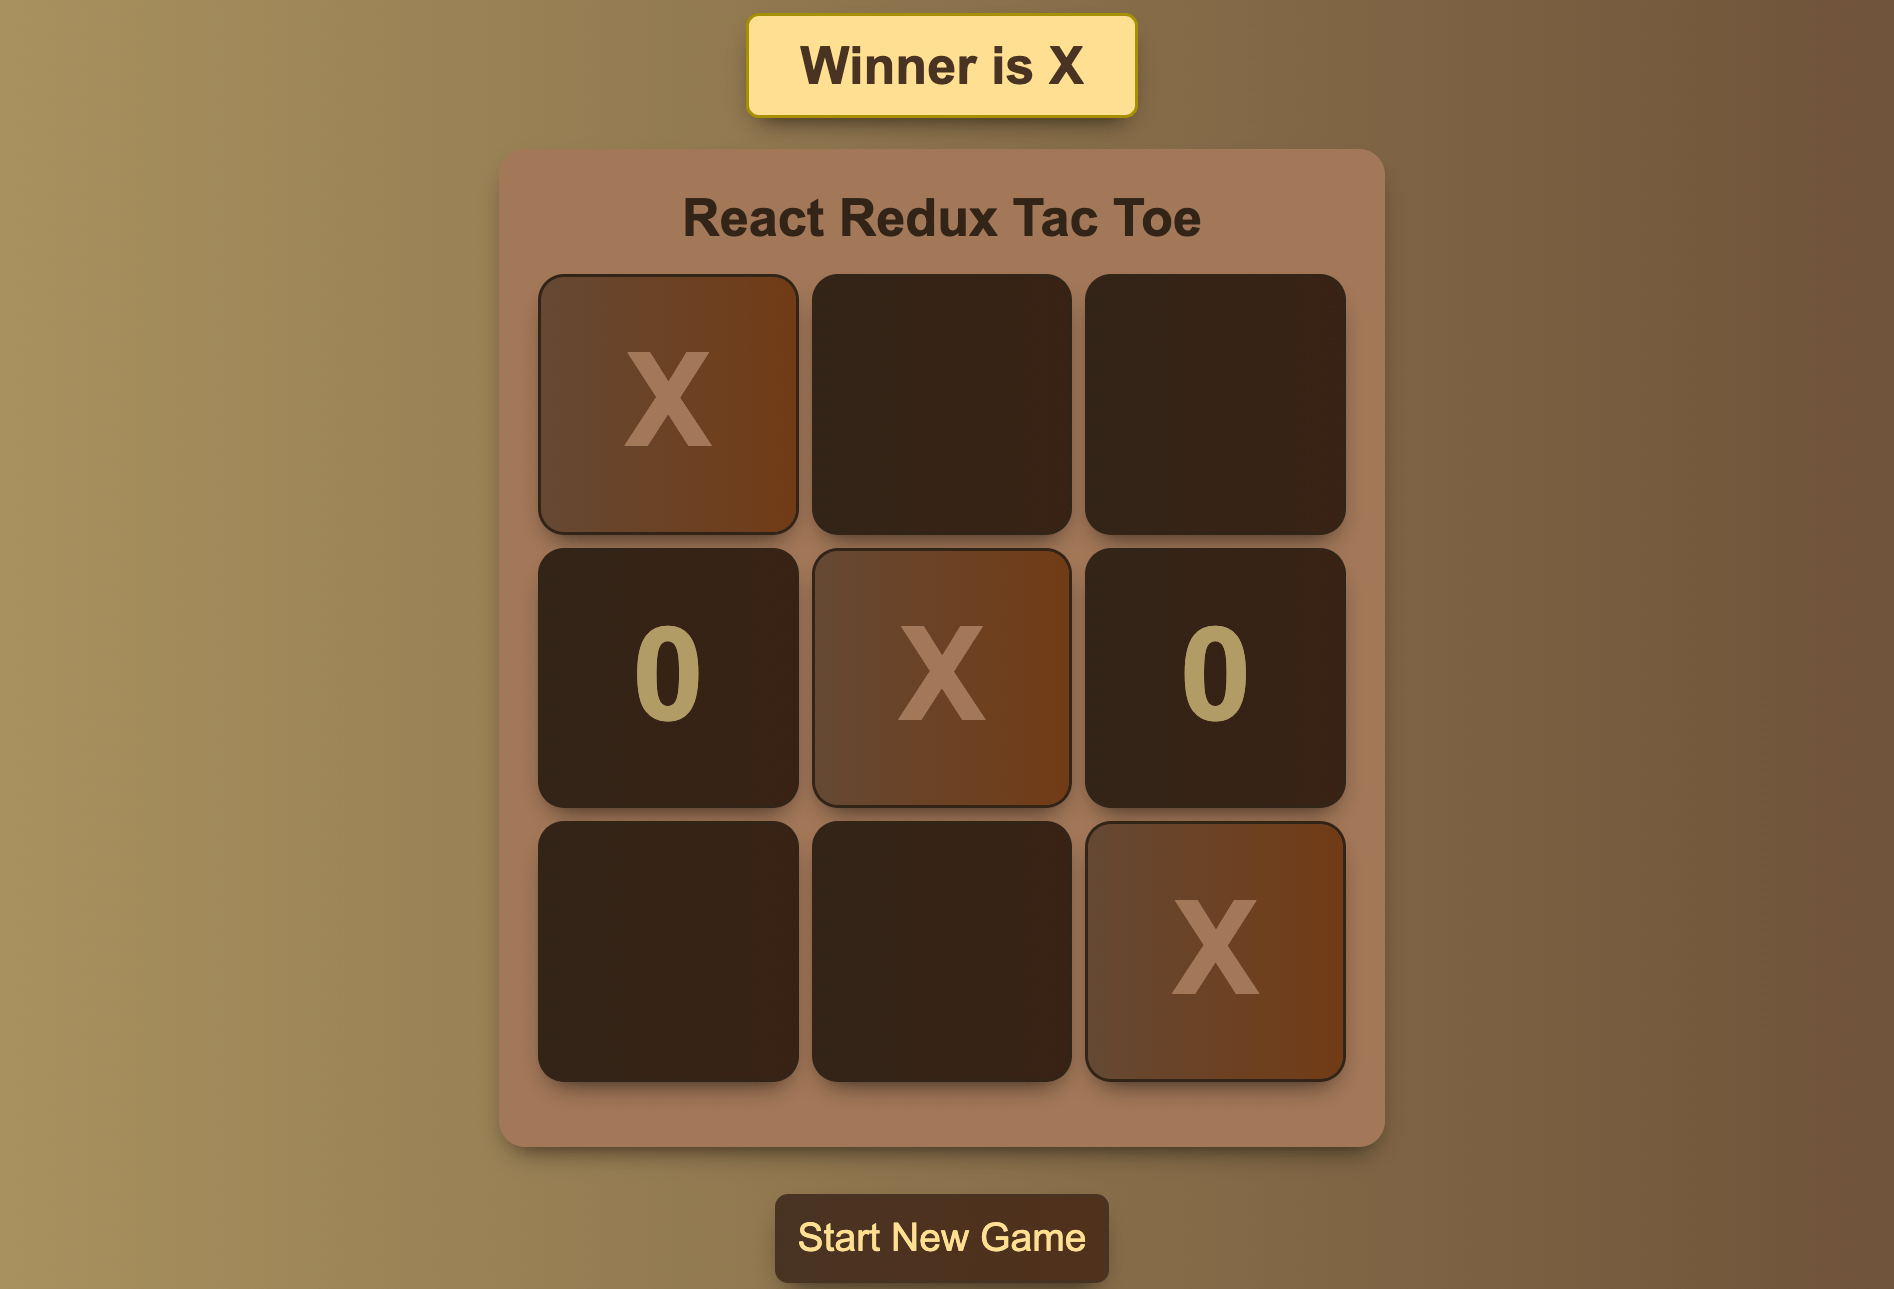 Winner is X
React Redux Tac Toe
X
0 X 0
X
Start New Game